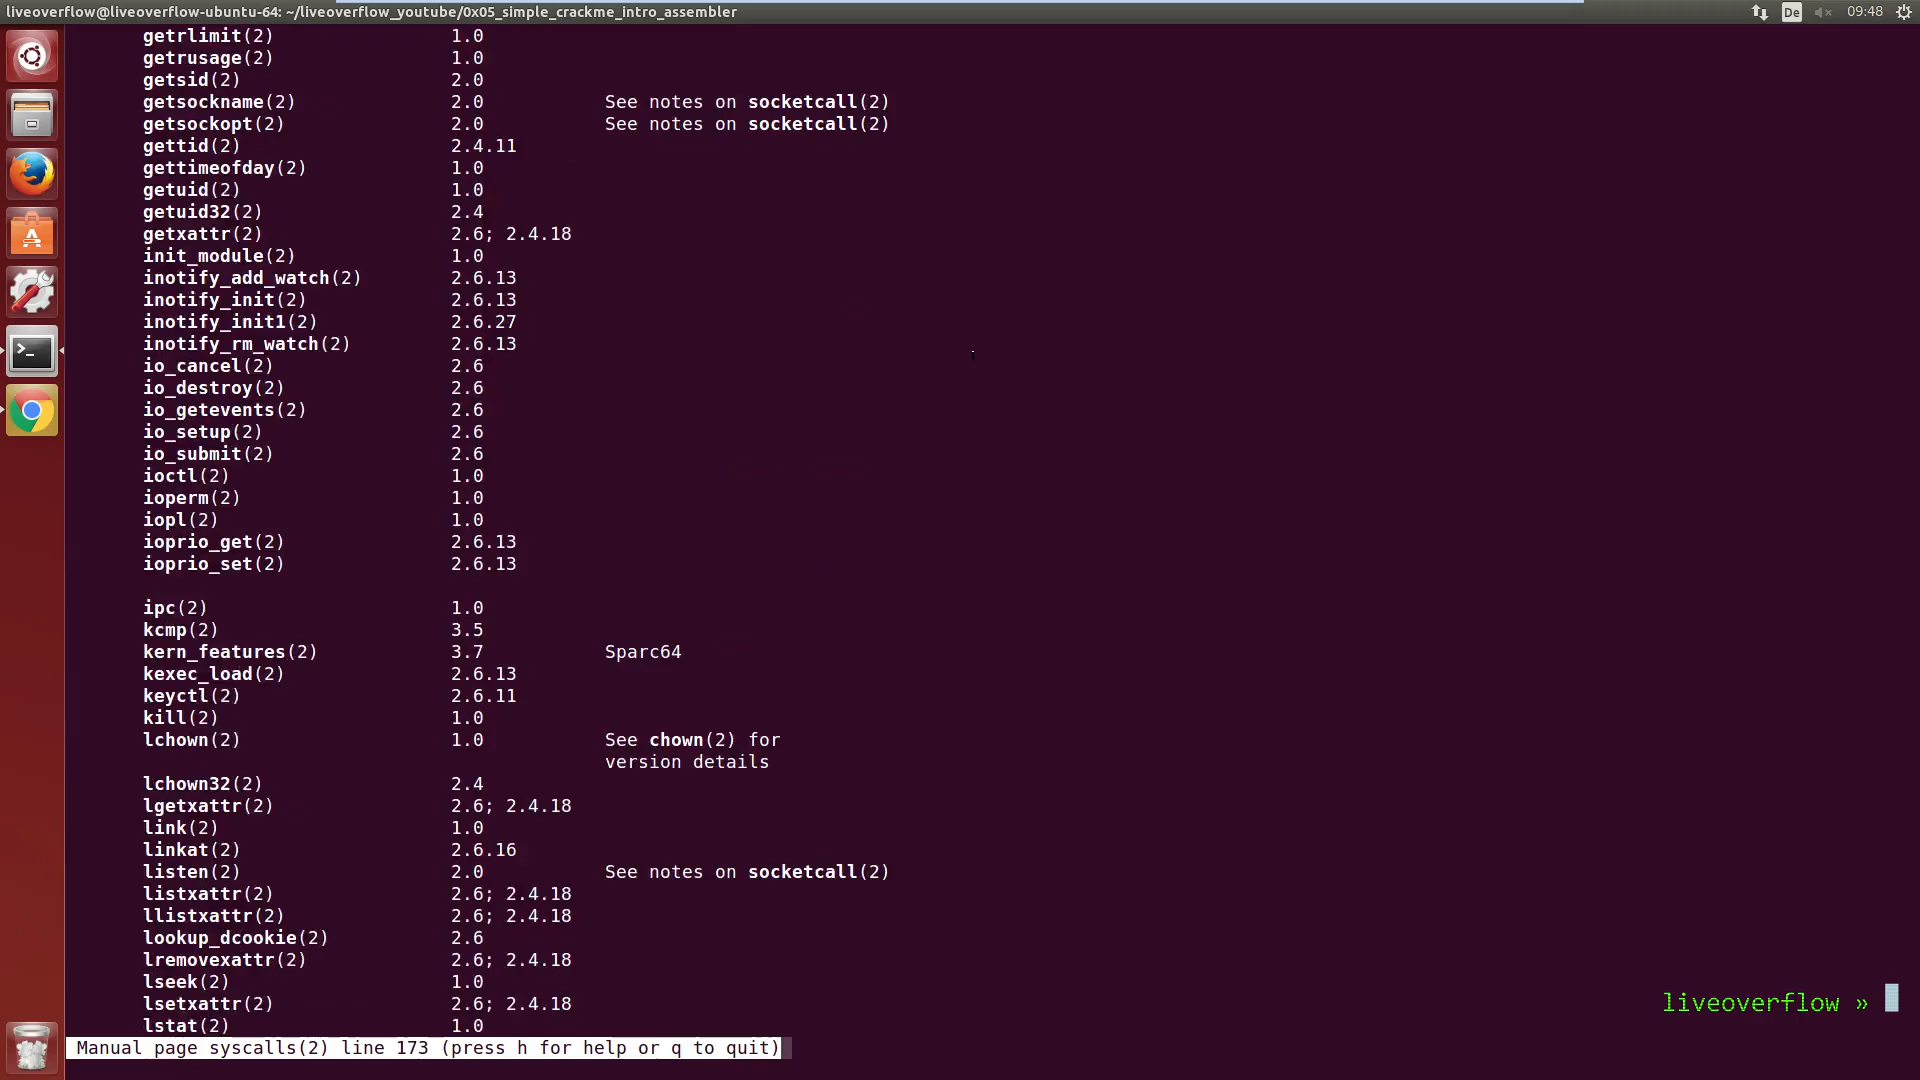 liveoverflow@liveoverflow-ubuntu-64: ~/liveoverflow_youtube/0x05_simple_crackme_intro_assembler De 09:48
getrlimit(2) 1.0
getrusage(2) 1.0
getsid(2) 2.0
getsockname(2) 2.0 See notes on socketcall(2)
getsockopt(2) 2.0 See notes on socketcall(2)
gettid(2) 2.4.11
gettimeofday(2) 1.0
getuid(2) 1.0
getuid32(2) 2.4
getxattr(2) 2.6; 2.4.18
init_module(2) 1.0
inotify_add_watch(2) 2.6.13
inotify_init(2) 2.6.13
inotify_init1(2) 2.6.27
inotify_rm_watch(2) 2.6.13
io_cancel(2) 2.6
io_destroy(2) 2.6
io_getevents(2) 2.6
io_setup(2) 2.6
io_submit(2) 2.6
ioctl(2) 1.0
ioperm(2) 1.0
iopl(2) 1.0
ioprio_get(2) 2.6.13
ioprio_set(2) 2.6.13
ipc(2) 1.0
kcmp(2) 3.5
kern_features(2) 3.7 Sparc64
kexec_load(2) 2.6.13
keyctl(2) 2.6.11
kill(2) 1.0
lchown(2) 1.0 See chown(2) for
version details
lchown32(2) 2.4
lgetxattr(2) 2.6; 2.4.18
link(2) 1.0
linkat(2) 2.6.16
listen(2) 2.0 See notes on socketcall(2)
listxattr(2) 2.6; 2.4.18
llistxattr(2) 2.6; 2.4.18
lookup_dcookie(2) 2.6
lremovexattr(2) 2.6; 2.4.18
lseek(2) 1.0
lsetxattr(2) 2.6; 2.4.18
liveoverflow »
lstat(2) 1.0
Manual page syscalls(2) line 173 (press h for help or q to quit)